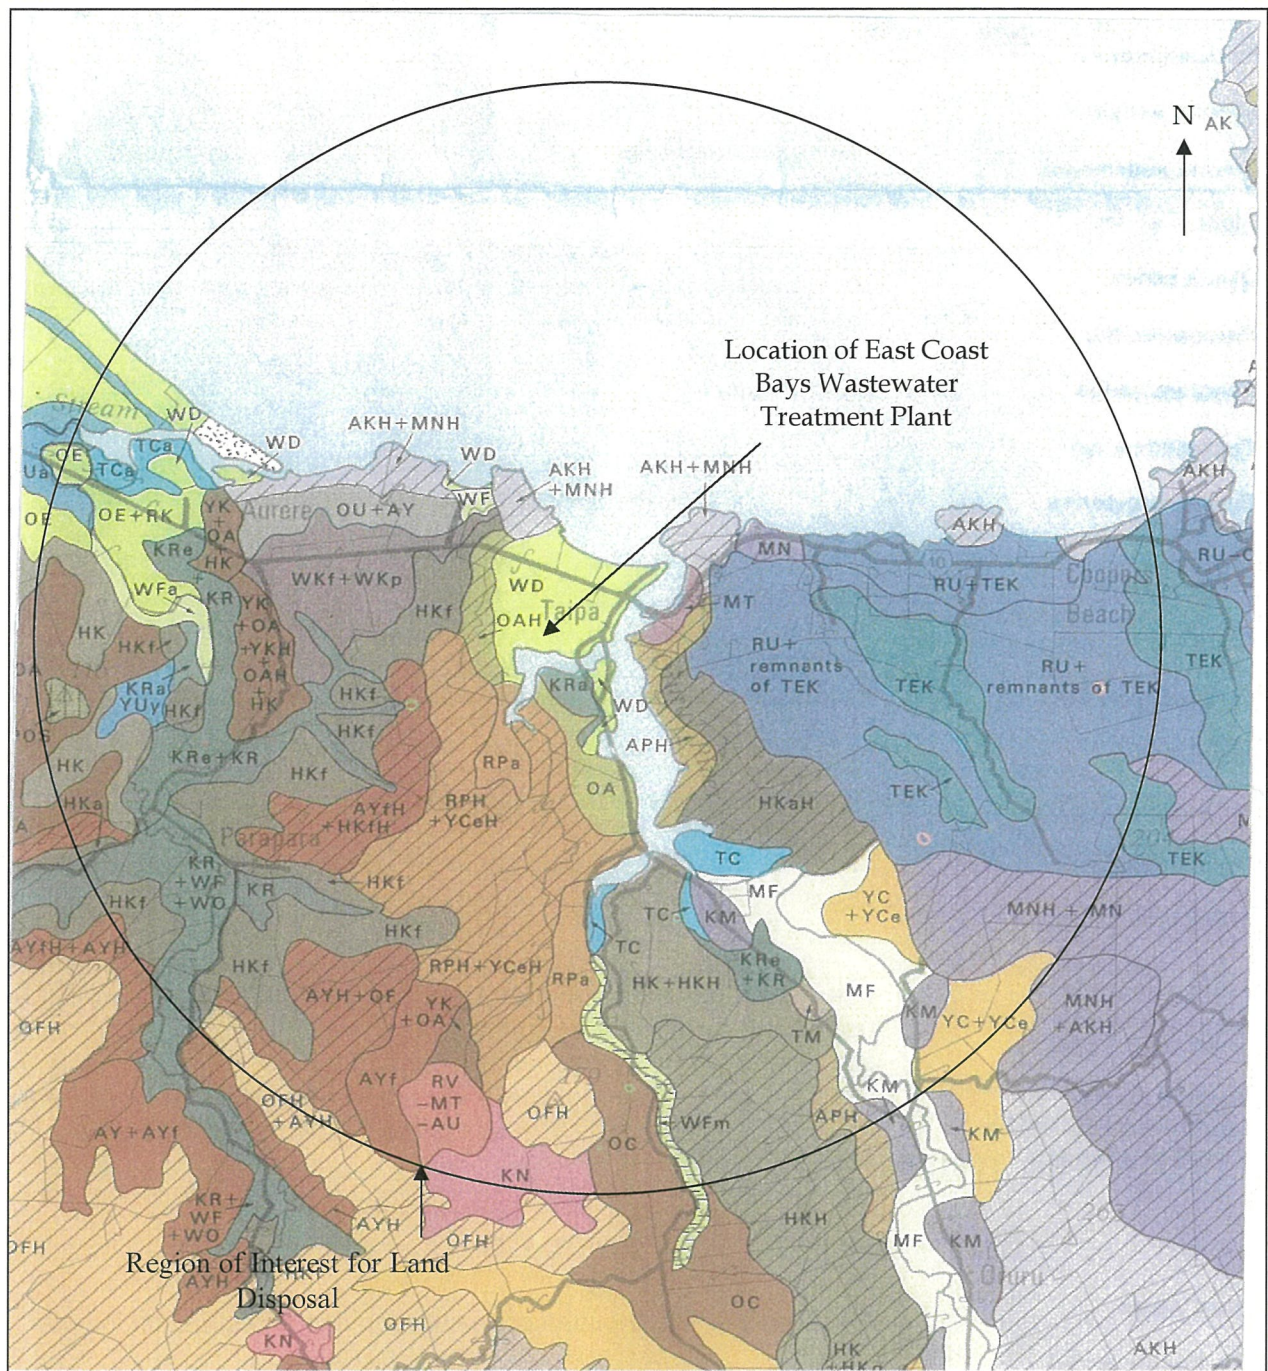 N
AK
Location of East Coast
Bays Wastewater
Treatment Plant
Stream
WD
AKH+MNH
WD
WD
AKH
+MNH
AKH+MNH
AKH
OE
TCa
Ua
TCa
WF
OE
OE+RK
YK
+
OA
+
HK
Aurere
OU+AY
AKH
KRe
+
KR
MN
10
RU+TEK
Coopers
Beach
WFa
WKf+WKp
HKf
WD
OAH
Taipa
MT
HK
HKf
YK
+OA
+YKH
+
OAH
+
HK
RU+
remnants
of TEK
TEK
RU+
remnants of TEK
TEK
KRa
YUy
HKf
HKf
KRa
WD
HKf
APH
KRe+KR
HK
HKf
RPa
TEK
HKa
OA
HKaH
AYfH
+HKfH
RPH
+YCeH
Parapara
TEK
TC
KR
+WF
+WO
KR
HKf
MF
YC
+YCe
MNH + MN
HKf
TC
KM
HKf
AYfH+AYH
TC
KRe
+KR
HKf
RPH+YCeH
RPa
HK+HKH
MF
AYH+OF
YK
+OA
KM
YC+YCe
MNH
+AKH
OFH
TM
AYf
RV
-MT
-AU
OFH
+AYH
OFH
KM
APH
AY+AYf
WFm
KM
OC
KN
KR+
WF
+WO
AYH
HKH
OFH
MF
KM
OFH
Region of Interest for Land
Disposal
AYH
HKf
Oruru
OC
OFH
KN
HK
AKH